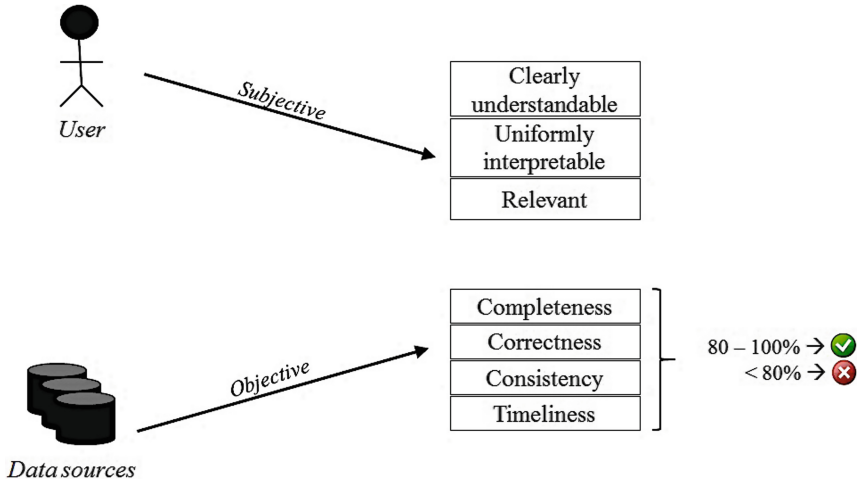 User
Subjective
Clearly
understandable
Uniformly
interpretable
Relevant
Data sources
Objective
Completeness
Correctness
Consistency
Timeliness
80 – 100% →
< 80% →